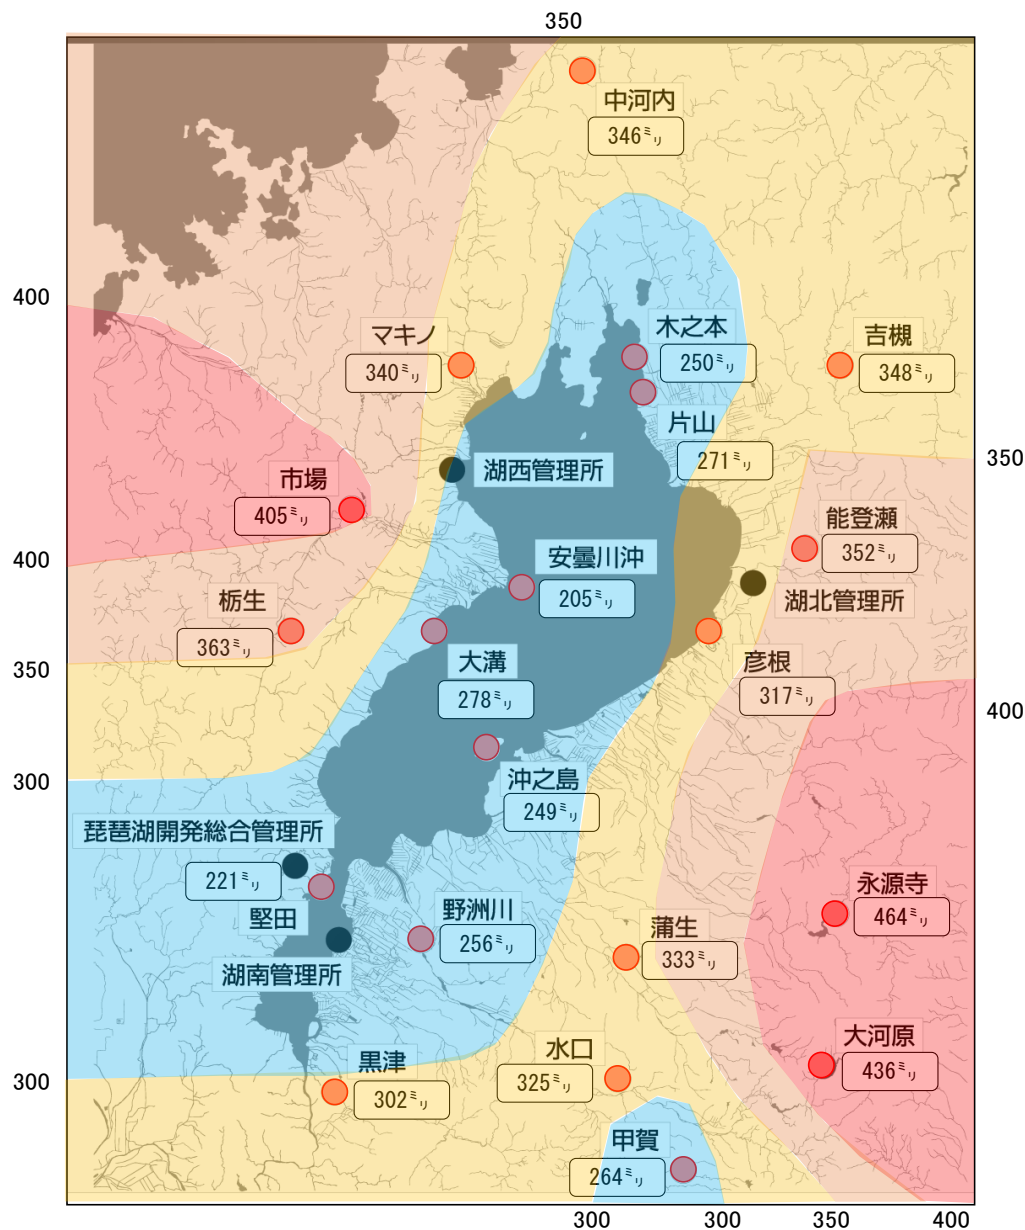 350
中河内
346ミリ
400
マキノ
340ミリ
木之本
250ミリ
吉槻
348ミリ
片山
271ミリ
350
市場
405ミリ
湖西管理所
能登瀬
352ミリ
400
安曇川沖
205ミリ
湖北管理所
栃生
363ミリ
大溝
278ミリ
彦根
317ミリ
350
400
300
沖之島
249ミリ
琵琶湖開発総合管理所
221ミリ
堅田
湖南管理所
野洲川
256ミリ
蒲生
333ミリ
永源寺
464ミリ
大河原
436ミリ
水口
325ミリ
黒津
302ミリ
300
甲賀
264ミリ
300
300
350
400